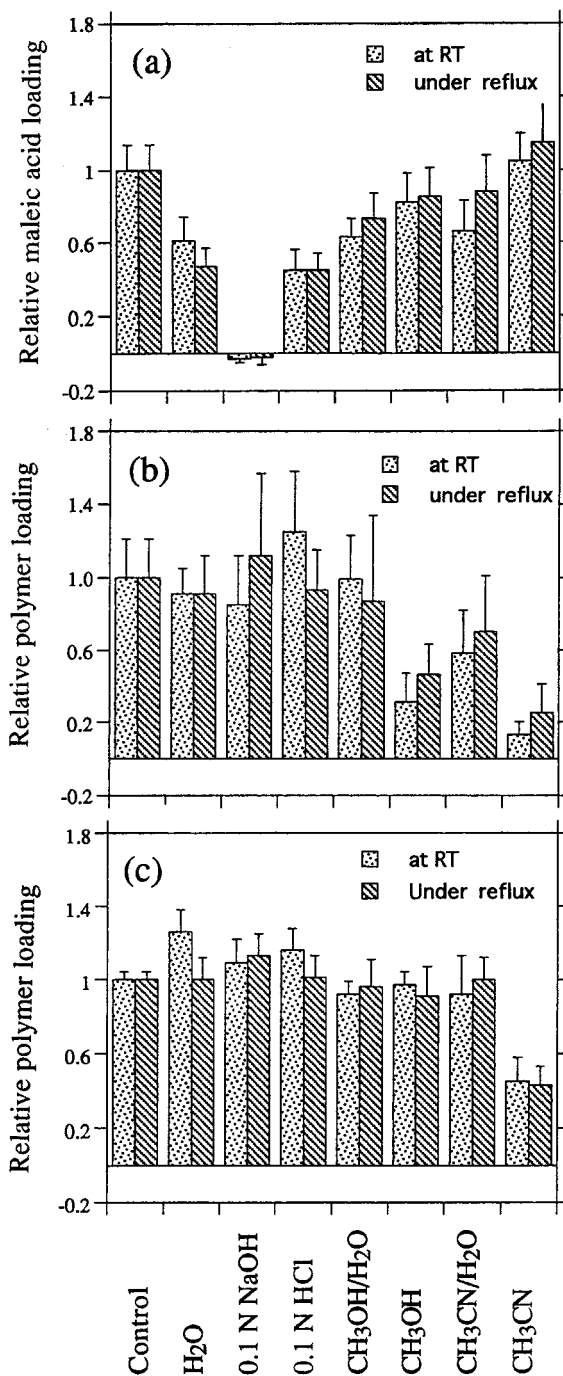 1.8
(a)
at RT
under reflux
1.4
1
0.6
0.2
-0.2
Relative maleic acid loading
1.8
(b)
at RT
under reflux
1.4
1.0
0.6
0.2
-0.2
Relative polymer loading
1.8
(c)
at RT
Under reflux
1.4
1
0.6
0.2
-0.2
Relative polymer loading
Control
H₂O
0.1 N NaOH
0.1 N HCl
CH₃OH/H₂O
CH₃OH
CH₃CN/H₂O
CH₃CN